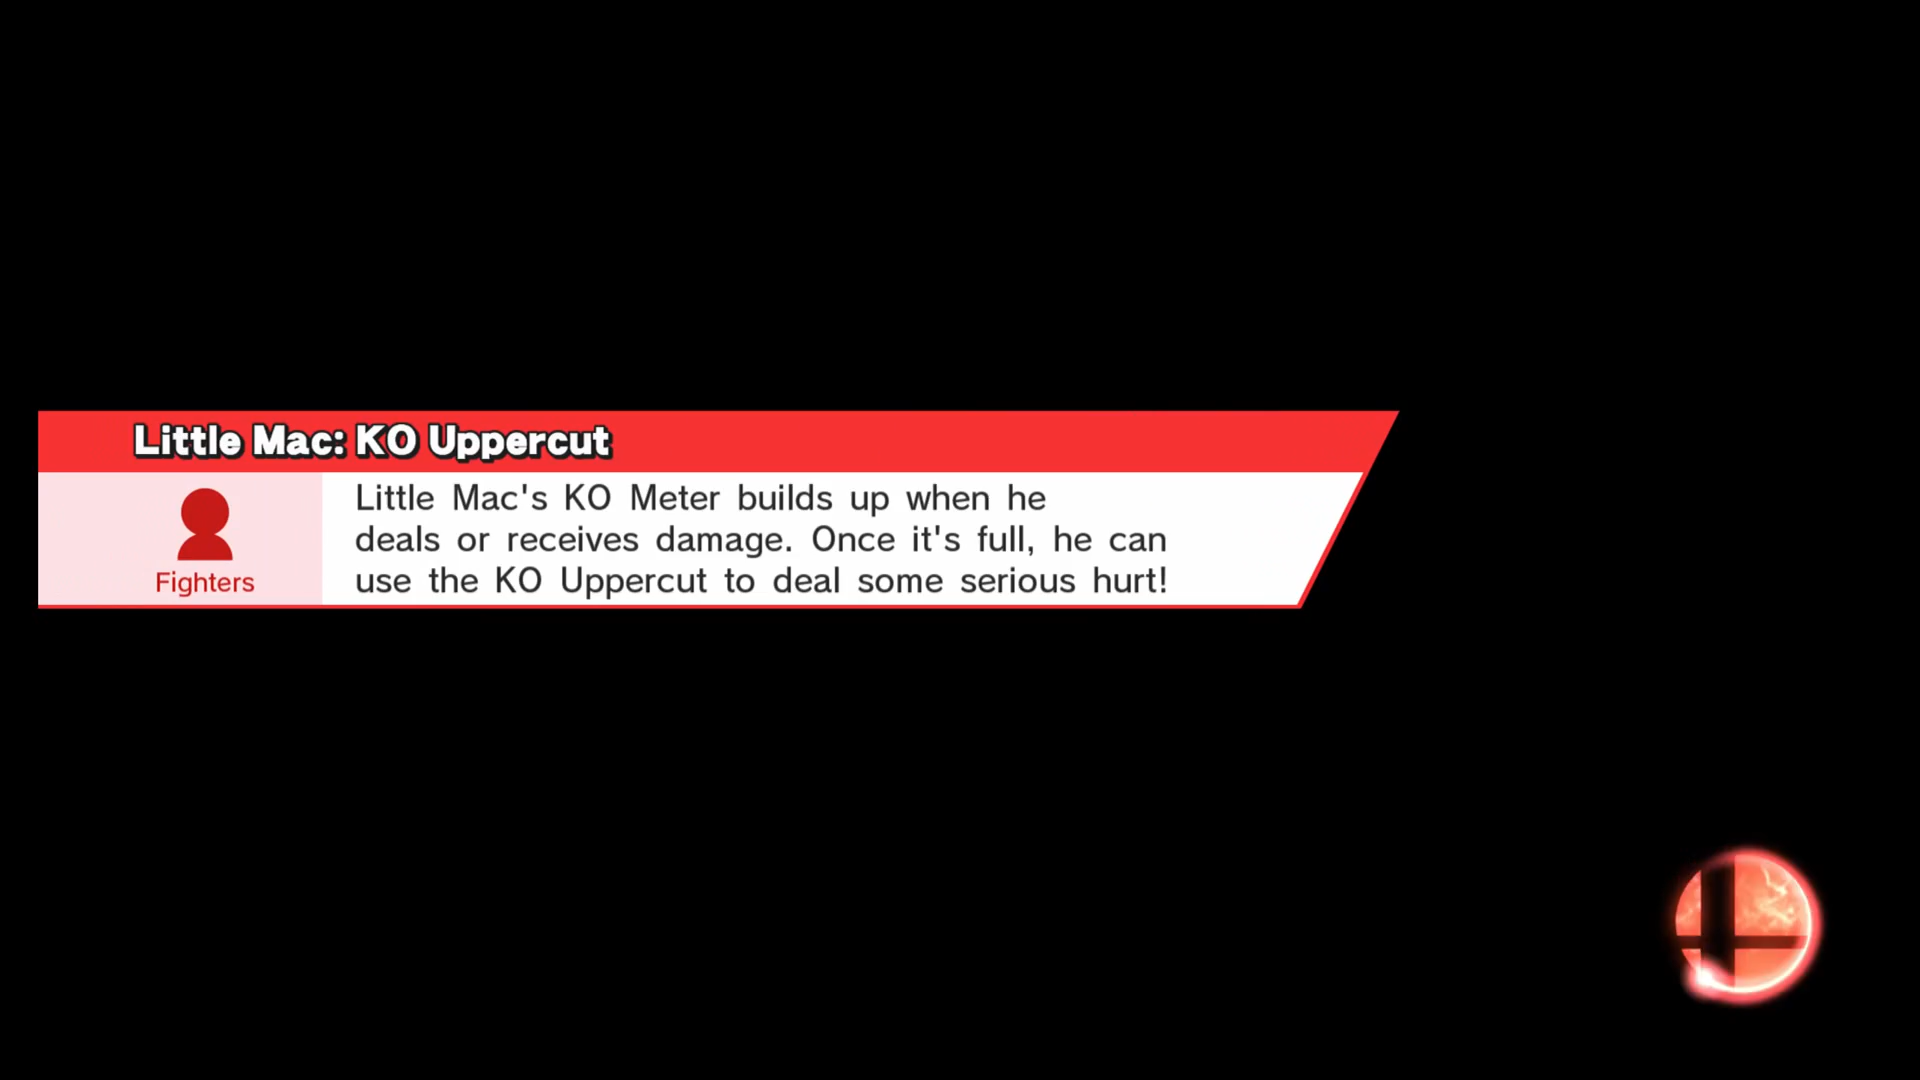 Little Mac: KO Uppercut
Little Mac's KO Meter builds up when he
deals or receives damage. Once it's full, he can
use the KO Uppercut to deal some serious hurt!
Fighters